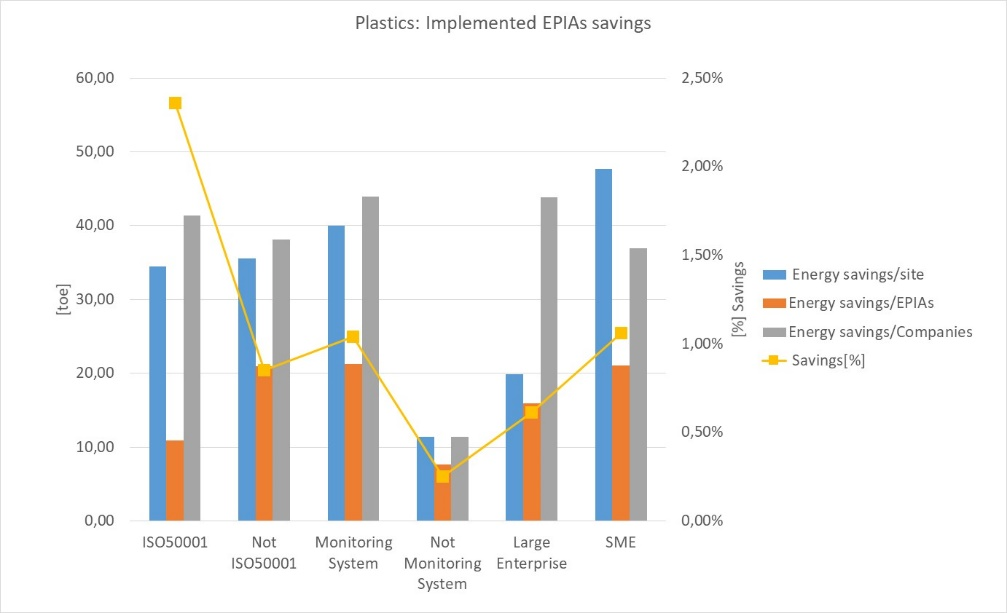 Plastics: Implemented EPIAs savings
60,00
50,00
40,00
30,00
20,00
10,00
0,00
[toe]
2,50%
2,00%
1,50%
1,00%
0,50%
0,00%
[%] Savings
ISO50001
Not
ISO50001
Monitoring
System
Not
Monitoring
System
Large
Enterprise
SME
Energy savings/site
Energy savings/EPIAs
Energy savings/Companies
Savings[%]